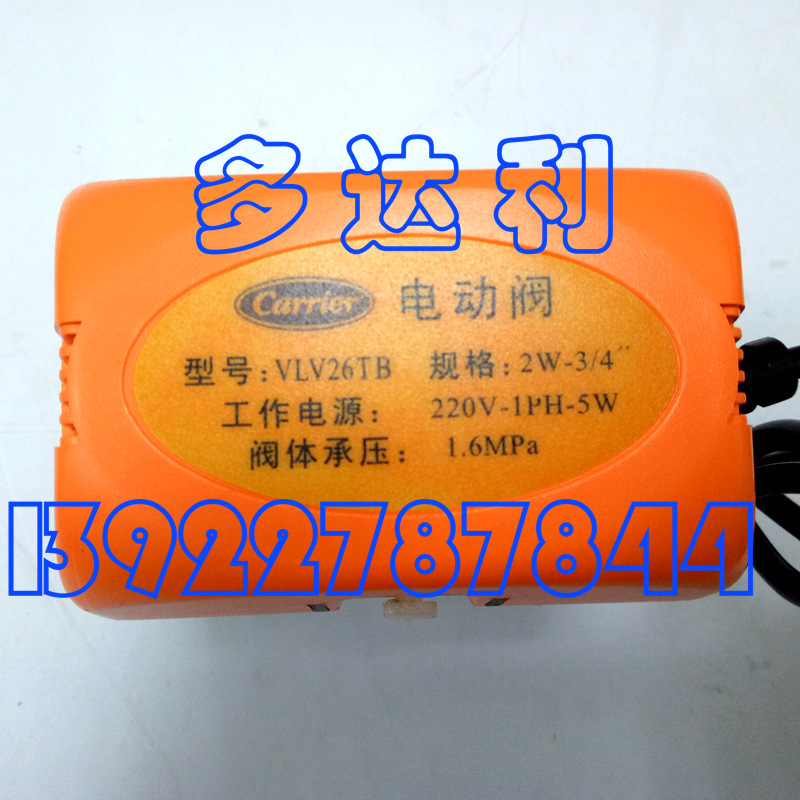 多达利
Carrier 电动阀
型号:VLV26TB 规格:2W-3/4″
工作电源: 220V-1PH-5W
阀体承压: 1.6MPa
13922787844